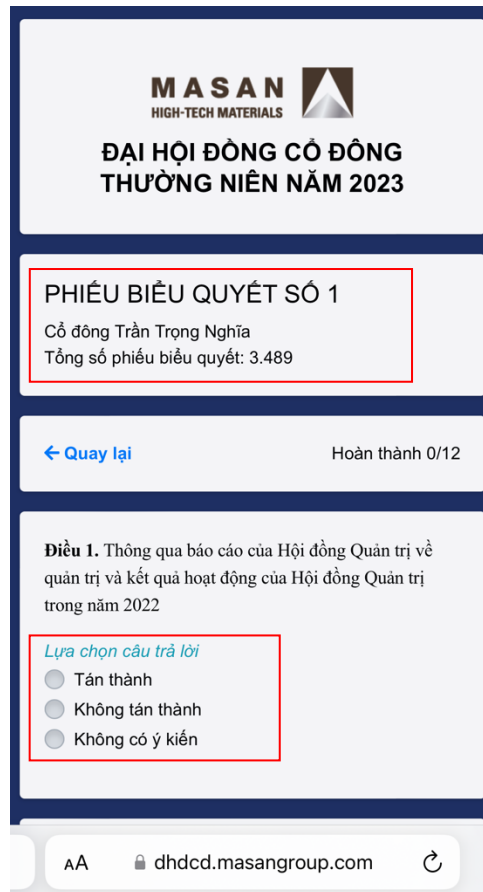 MASAN
HIGH-TECH MATERIALS
ĐẠI HỘI ĐỒNG CỔ ĐÔNG
THƯỜNG NIÊN NĂM 2023
PHIẾU BIỂU QUYẾT SỐ 1
Cổ đông Trần Trọng Nghĩa
Tổng số phiếu biểu quyết: 3.489
← Quay lại Hoàn thành 0/12
Điều 1. Thông qua báo cáo của Hội đồng Quản trị về
quản trị và kết quả hoạt động của Hội đồng Quản trị
trong năm 2022
Lựa chọn câu trả lời
Tán thành
Không tán thành
Không có ý kiến
AA dhdcd.masangroup.com